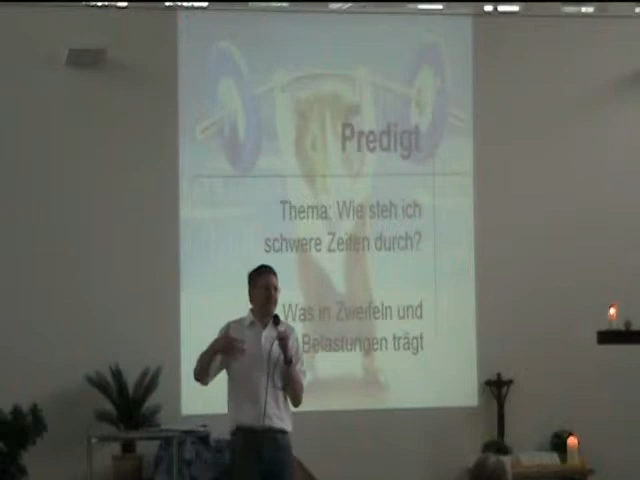 Predigt
Thema: Wie steh ich
schwere Zeiten durch?
Was in Zweifeln und
Belastungen trägt